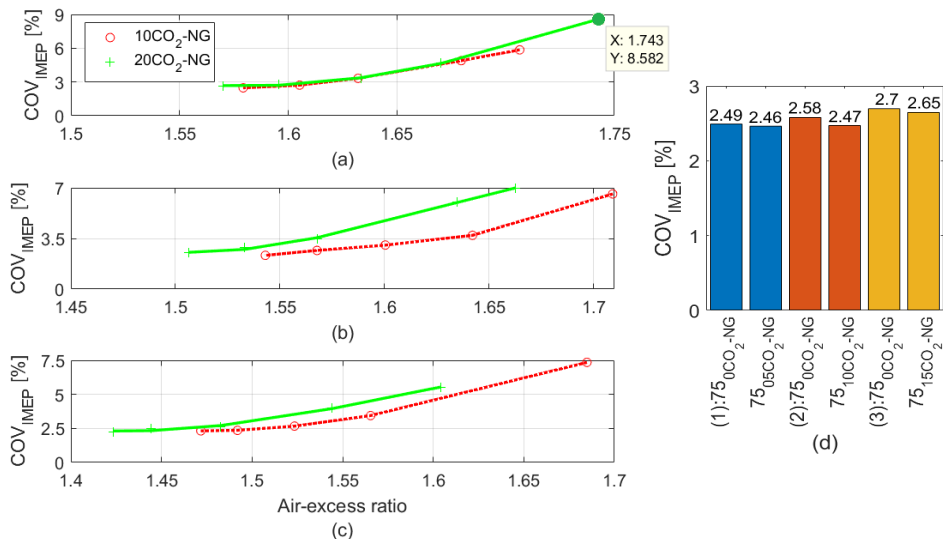 COV_IMEP [%]
9
6
3
0
10CO₂-NG
20CO₂-NG
X: 1.743
Y: 8.582
1.5
1.55
1.6
1.65
1.75
(a)
COV_IMEP [%]
7
3.5
0
1.45
1.5
1.55
1.6
1.65
1.7
(b)
COV_IMEP [%]
7.5
5
2.5
0
1.4
1.45
1.5
1.55
1.6
1.65
1.7
Air-excess ratio
(c)
COV_IMEP [%]
3
2
1
0
2.49
2.46
2.58
2.47
2.7
2.65
(1):75_0CO₂-NG
75_05CO₂-NG
(2):75_0CO₂-NG
75_10CO₂-NG
(3):75_0CO₂-NG
75_15CO₂-NG
(d)